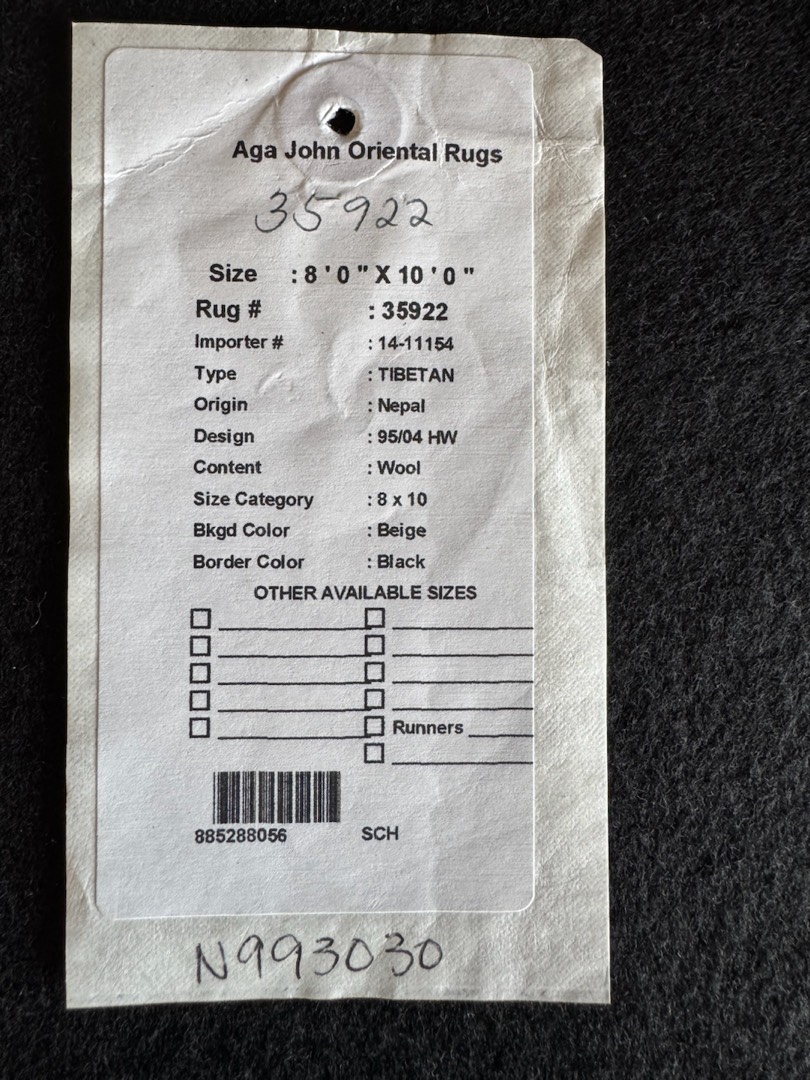 Aga John Oriental Rugs
35922
Size : 8 ' 0 " X 10 ' 0 "
Rug # : 35922
Importer # : 14-11154
Type : TIBETAN
Origin : Nepal
Design : 95/04 HW
Content : Wool
Size Category : 8 x 10
Bkgd Color : Beige
Border Color : Black
OTHER AVAILABLE SIZES
Runners
885288056 SCH
N993030